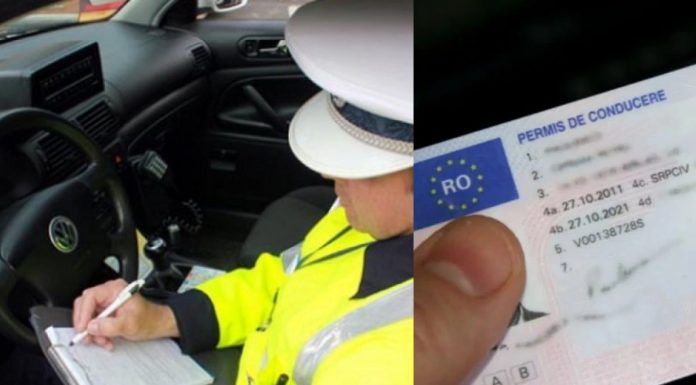 PERMIS DE CONDUCERE
RO
1.
2.
3.
4a. 27.10.2011 4c. SRPCIV
4b. 27.10.2021 4d.
5. V00138728S
7.
A B